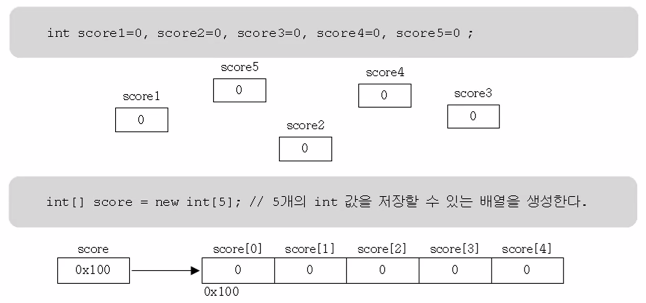 int score1=0, score2=0, score3=0, score4=0, score5=0 ;
score5
score4
0
0
score1
score3
0
0
score2
0
int[] score = new int[5]; // 5개의 int 값을 저장할 수 있는 배열을 생성한다.
score score[0] score[1] score[2] score[3] score[4]
0x100 0 0 0 0 0
0x100